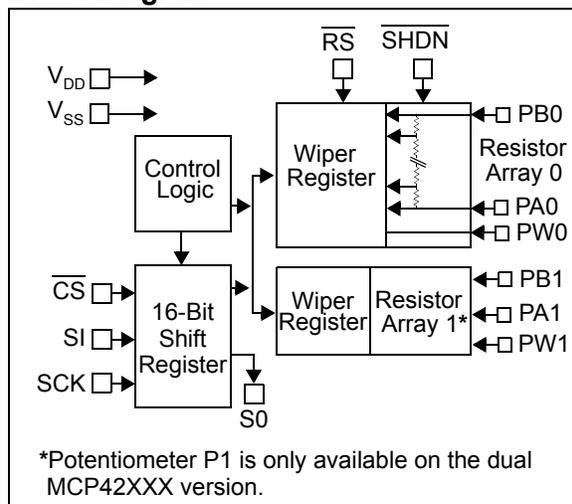 RS
SHDN
VDD
VSS
PB0
Control
Logic
Wiper
Register
Resistor
Array 0
PA0
PW0
CS
SI
SCK
16-Bit
Shift
Register
Wiper
Register
Resistor
Array 1*
PB1
PA1
PW1
S0
*Potentiometer P1 is only available on the dual
MCP42XXX version.